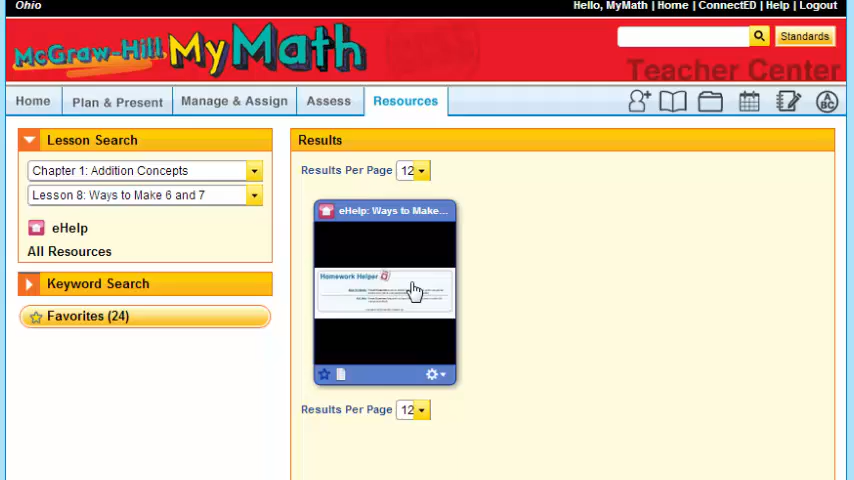 Ohio
Hello, MyMath | Home | ConnectED | Help | Logout
McGraw-Hill MyMath
Standards
Teacher Center
Home
Plan & Present
Manage & Assign
Assess
Resources
ABC
Lesson Search
Chapter 1: Addition Concepts
Lesson 8: Ways to Make 6 and 7
eHelp
All Resources
Keyword Search
Favorites (24)
Results
Results Per Page 12
eHelp: Ways to Make...
Homework Helper
Results Per Page 12